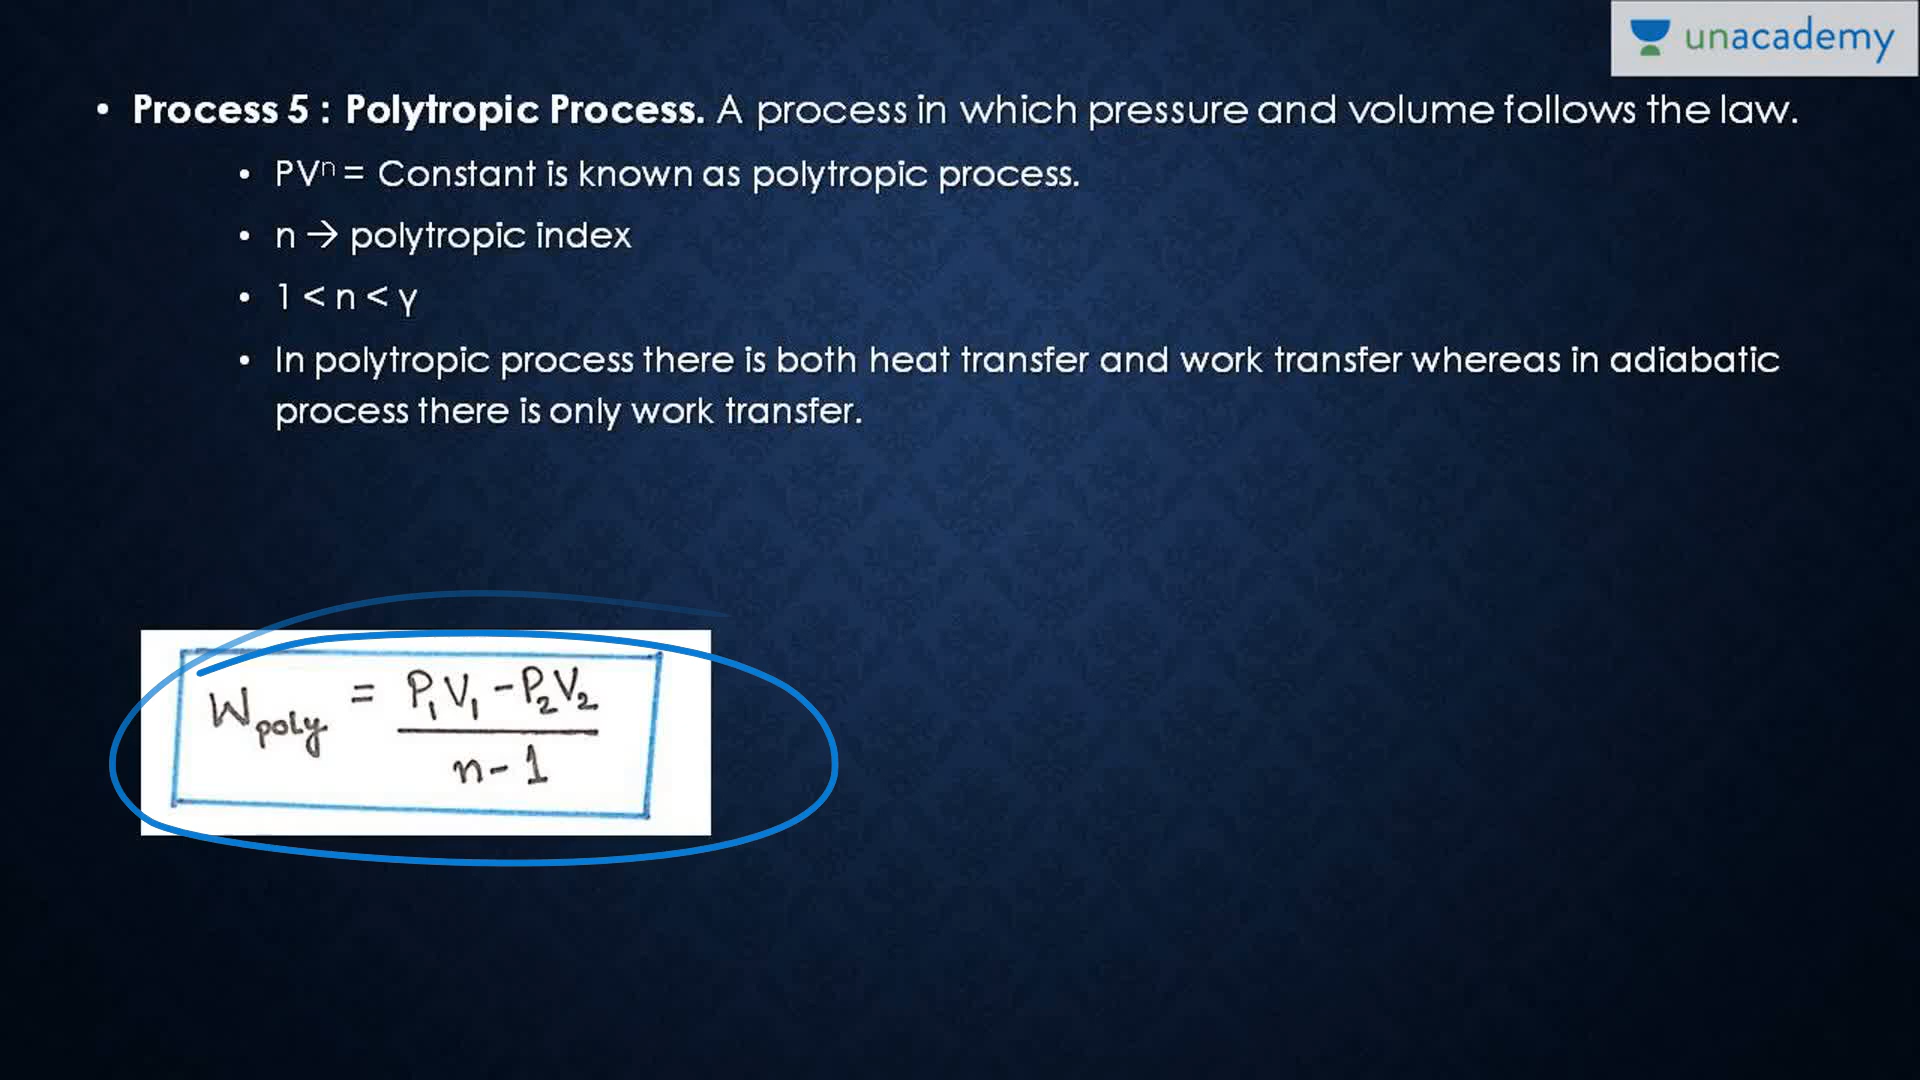 unacademy
• Process 5 : Polytropic Process. A process in which pressure and volume follows the law.
• PVⁿ = Constant is known as polytropic process.
• n → polytropic index
• 1 < n < γ
• In polytropic process there is both heat transfer and work transfer whereas in adiabatic
process there is only work transfer.
W_poly = P₁V₁ - P₂V₂
n - 1